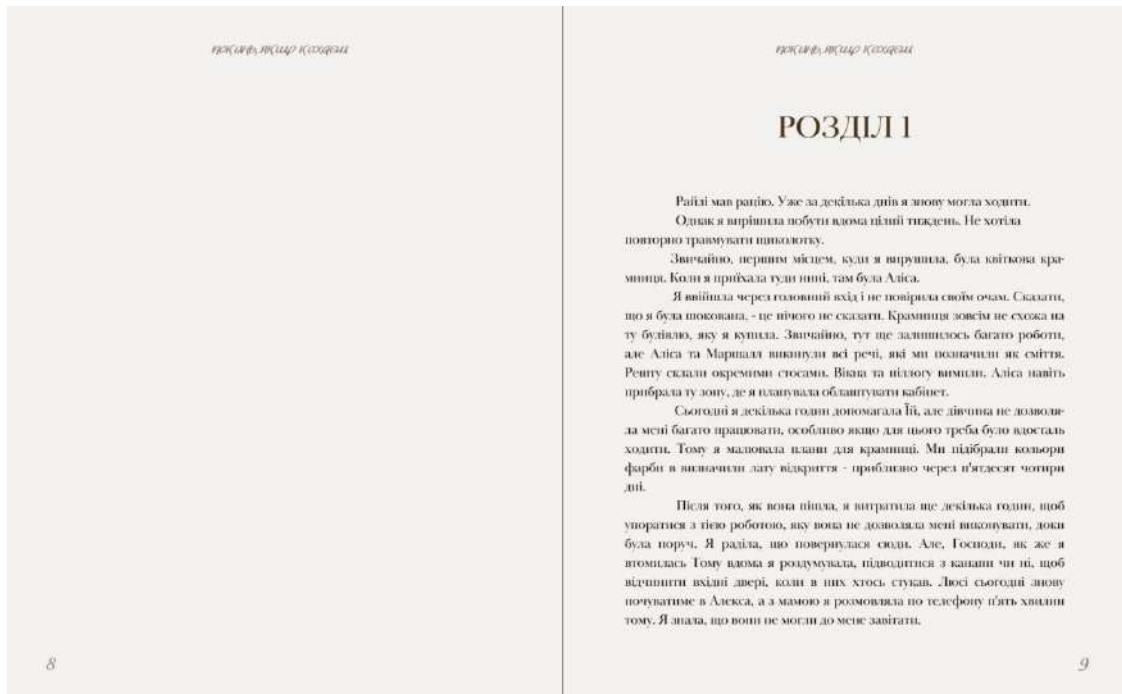 покинь, якщо кохаєш
8
покинь, якщо кохаєш
РОЗДІЛ 1
Райлі мав рацію. Уже за декілька днів я знову могла ходити.
Однак я вирішила побути вдома цілий тиждень. Не хотіла
повторно травмувати щиколотку.
Звичайно, першим місцем, куди я вирушила, була квіткова кра-
мниця. Коли я приїхала туди нині, там була Аліса.
Я ввійшла через головний вхід і не повірила своїм очам. Сказати,
що я була шокована, - це нічого не сказати. Крамниця зовсім не схожа на
ту будівлю, яку я купила. Звичайно, тут ще залишилось багато роботи,
але Аліса та Маршалл викинули всі речі, які ми позначили як сміття.
Решту склали окремими стосами. Вікна та підлогу вимили. Аліса навіть
прибрала ту зону, де я планувала облаштувати кабінет.
Сьогодні я декілька годин допомагала Їй, але дівчина не дозволя-
ла мені багато працювати, особливо якщо для цього треба було вдосталь
ходити. Тому я малювала плани для крамниці. Ми підібрали кольори
фарби в визначили лату відкриття - приблизно через п'ятдесят чотири
дні.
Після того, як вона пішла, я витратила ще декілька годин, щоб
упоратися з тією роботою, яку вона не дозволяла мені виконувати, доки
була поруч. Я раділа, що повернулася сюди. Але, Господи, як же я
втомилась Тому вдома я роздумувала, підводитися з канапи чи ні, щоб
відчинити вхідні двері, коли в них хтось стукав. Люсі сьогодні знову
ночуватиме в Алекса, а з мамою я розмовляла по телефону п'ять хвилин
тому. Я знала, що вони не могли до мене завітати.
9